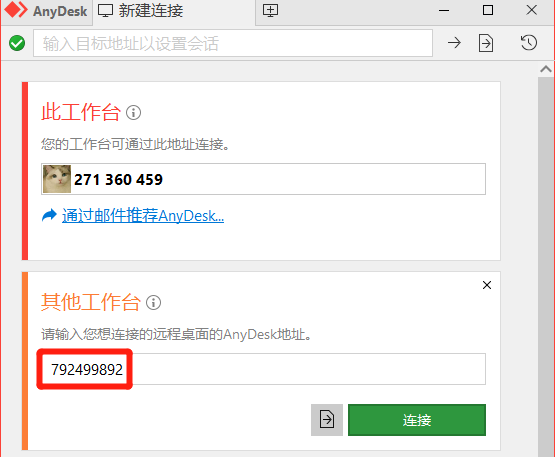 AnyDesk 新建连接
输入目标地址以设置会话
此工作台
您的工作台可通过此地址连接。
271 360 459
通过邮件推荐AnyDesk...
其他工作台
请输入您想连接的远程桌面的AnyDesk地址。
792499892
连接